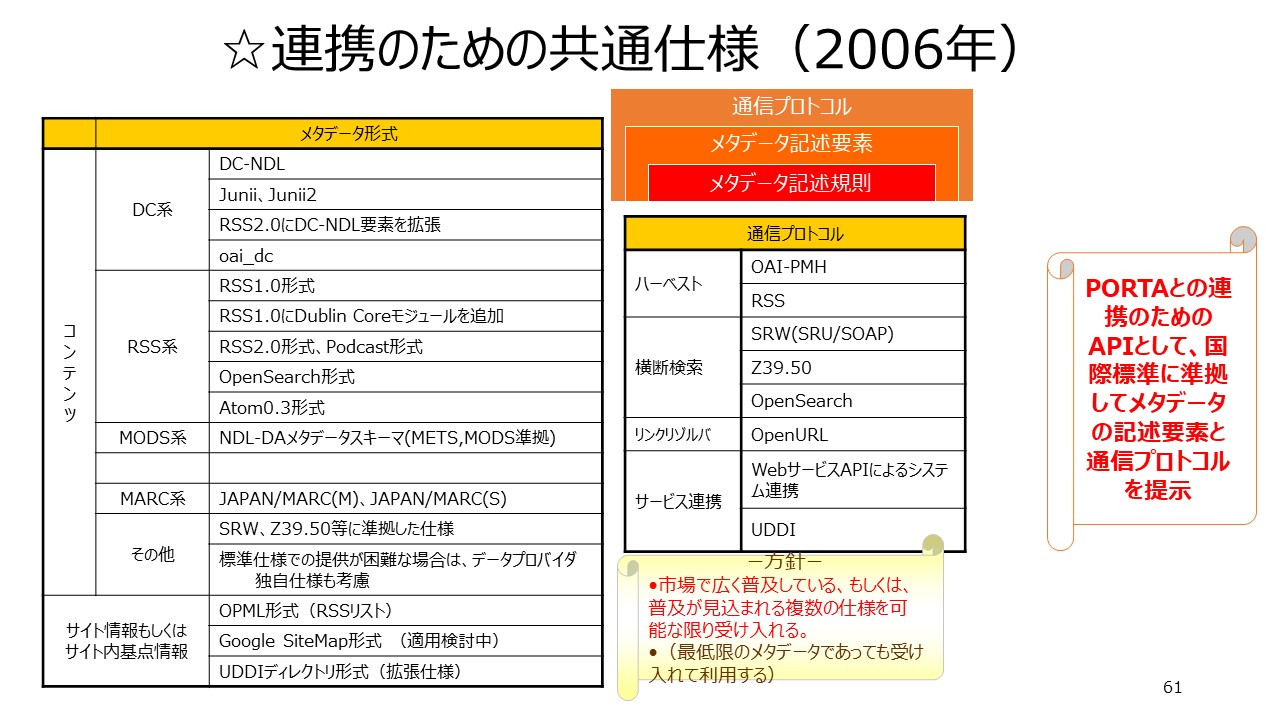 ☆連携のための共通仕様（2006年）
メタデータ形式
コンテンツ
DC系
DC-NDL
Junii、Junii2
RSS2.0にDC-NDL要素を拡張
oai_dc
RSS系
RSS1.0形式
RSS1.0にDublin Coreモジュールを追加
RSS2.0形式、Podcast形式
OpenSearch形式
Atom0.3形式
MODS系
NDL-DAメタデータスキーマ(METS,MODS準拠)
MARC系
JAPAN/MARC(M)、JAPAN/MARC(S)
その他
SRW、Z39.50等に準拠した仕様
標準仕様での提供が困難な場合は、データプロバイダ
独自仕様も考慮
サイト情報もしくは
サイト内基点情報
OPML形式（RSSリスト）
Google SiteMap形式　（適用検討中）
UDDIディレクトリ形式（拡張仕様）
通信プロトコル
メタデータ記述要素
メタデータ記述規則
通信プロトコル
ハーベスト
OAI-PMH
RSS
横断検索
SRW(SRU/SOAP)
Z39.50
OpenSearch
リンクリゾルバ
OpenURL
サービス連携
WebサービスAPIによるシステ
ム連携
UDDI
－方針－
•市場で広く普及している、もしくは、
普及が見込まれる複数の仕様を可
能な限り受け入れる。
•（最低限のメタデータであっても受け
入れて利用する）
PORTAとの連
携のための
APIとして、国
際標準に準拠
してメタデータ
の記述要素と
通信プロトコル
を提示
61